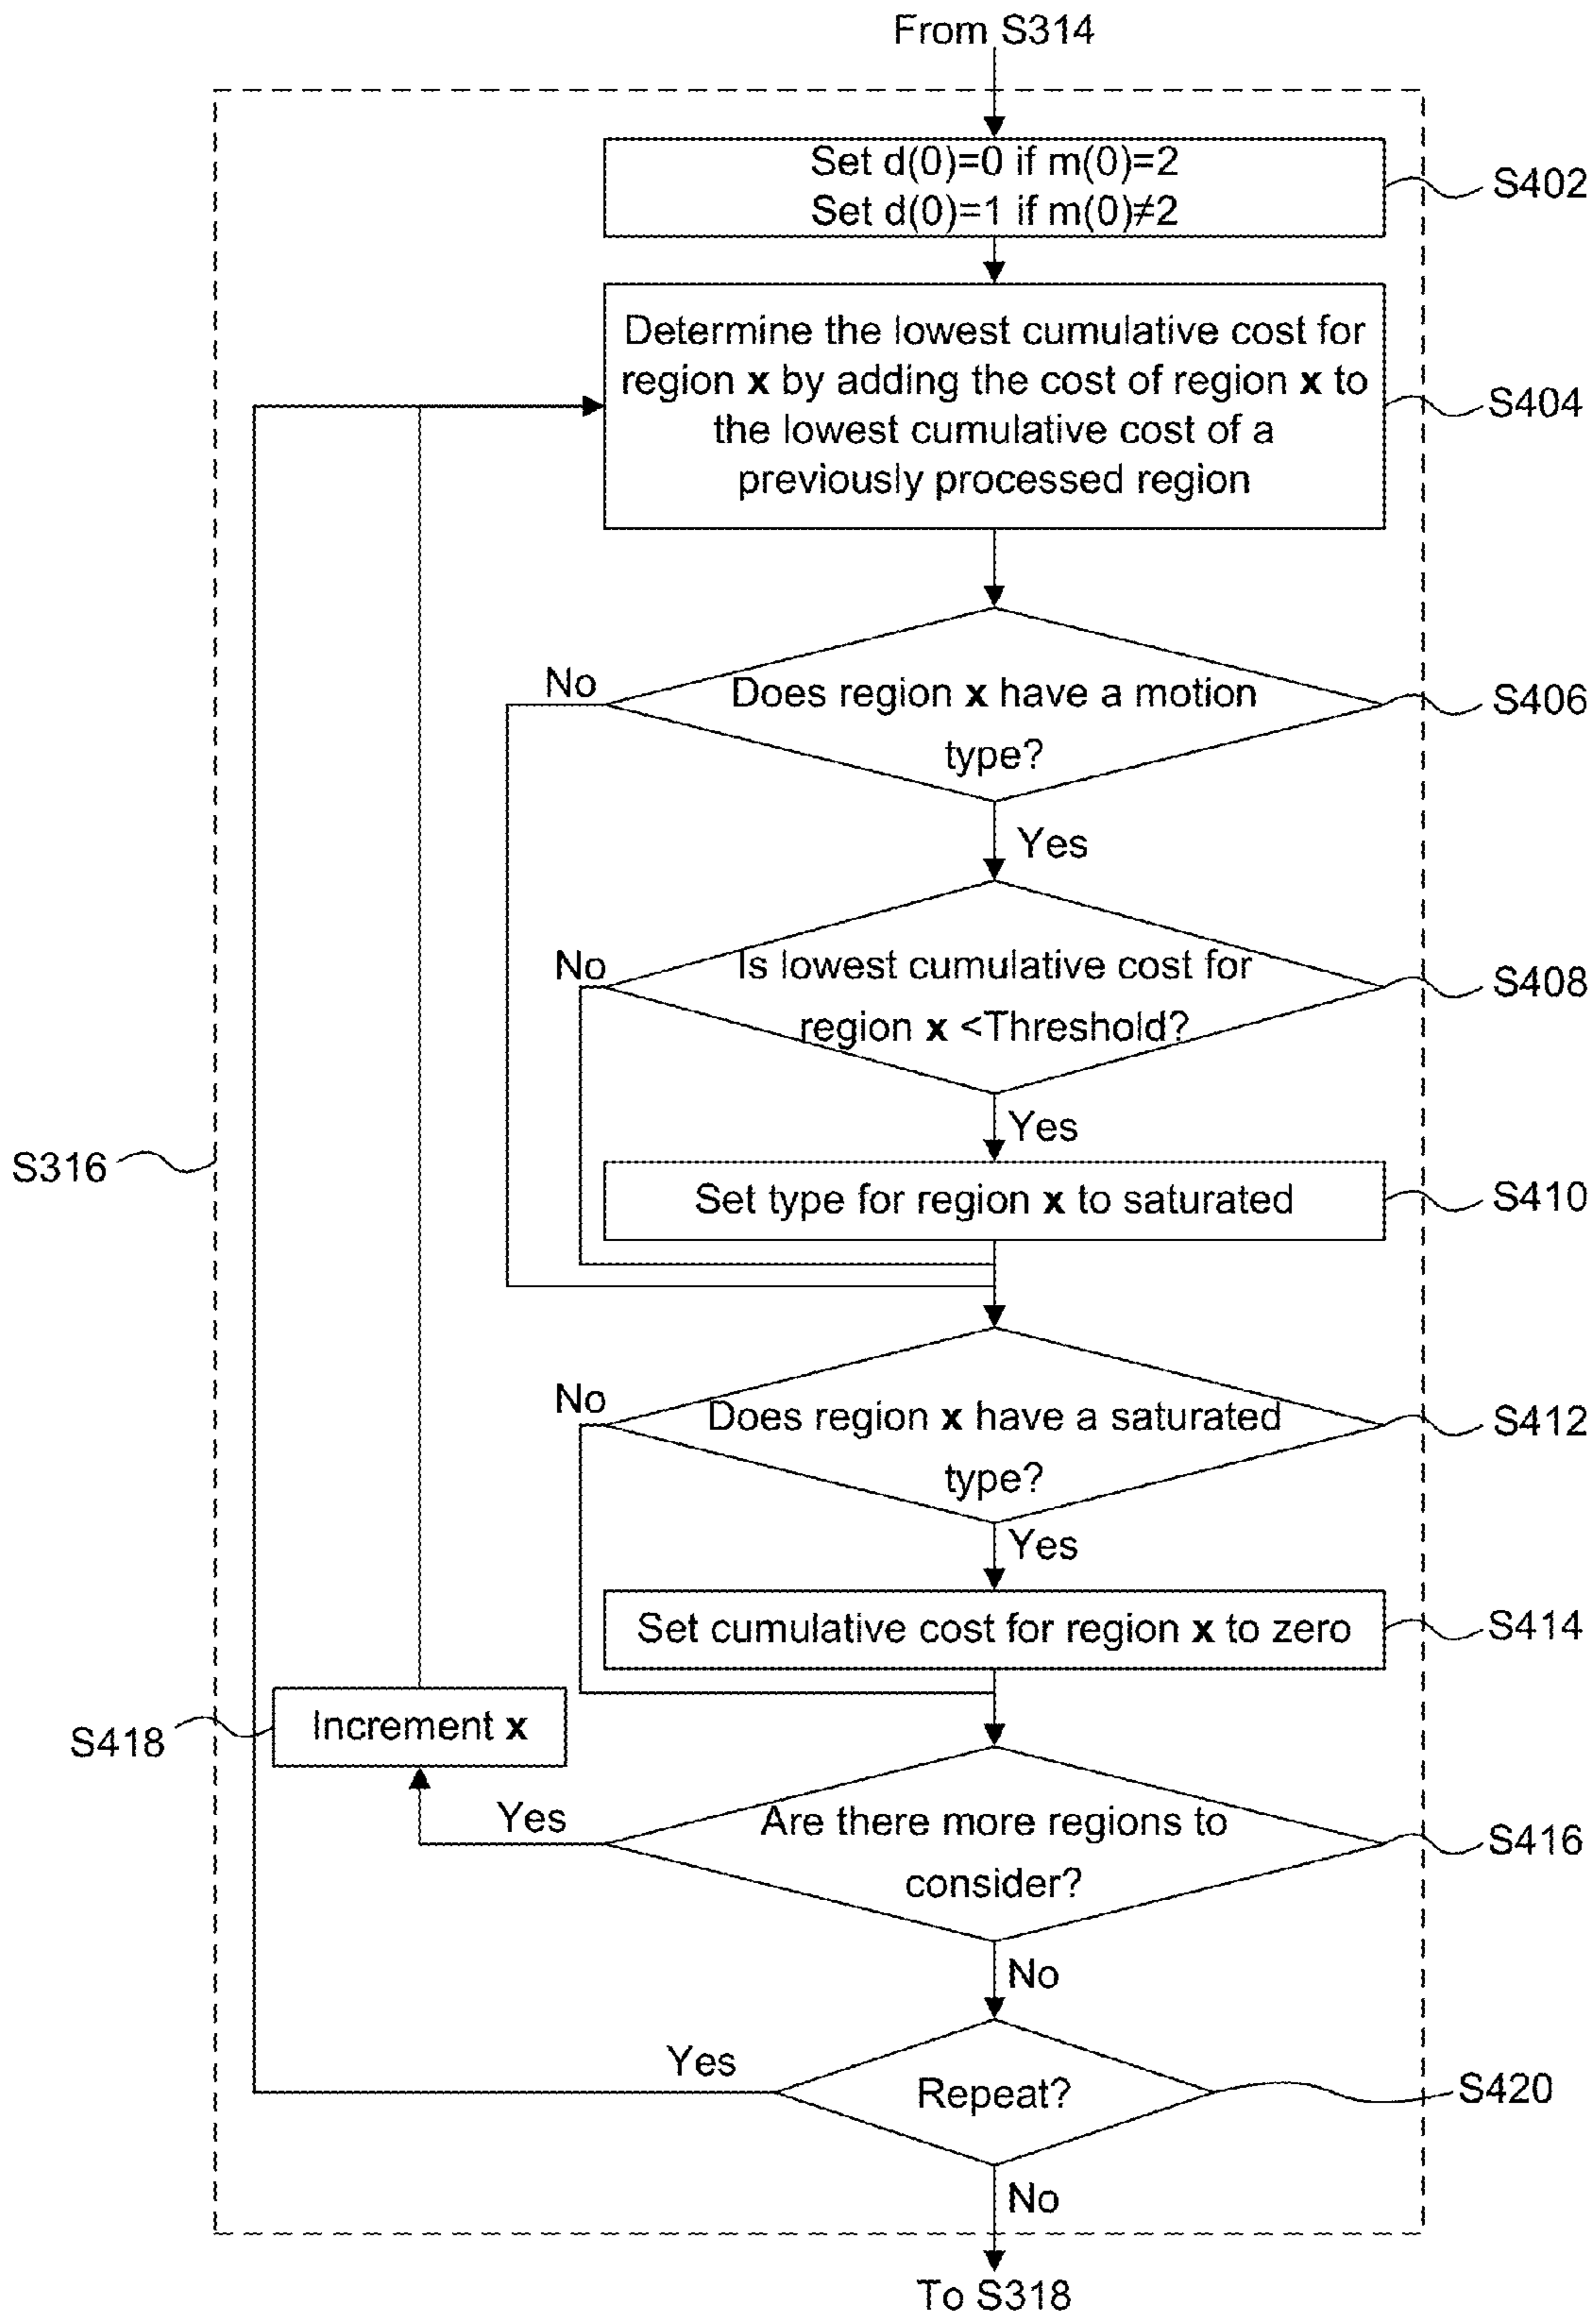 From S314
Set d(0)=0 if m(0)=2
Set d(0)=1 if m(0)≠2
S402
Determine the lowest cumulative cost for
region x by adding the cost of region x to
the lowest cumulative cost of a
previously processed region
S404
No
Does region x have a motion
type?
S406
Yes
No
Is lowest cumulative cost for
region x <Threshold?
S408
Yes
S316
Set type for region x to saturated
S410
No
Does region x have a saturated
type?
S412
Yes
Set cumulative cost for region x to zero
S414
S418
Increment x
Yes
Are there more regions to
consider?
S416
No
Yes
Repeat?
S420
No
To S318